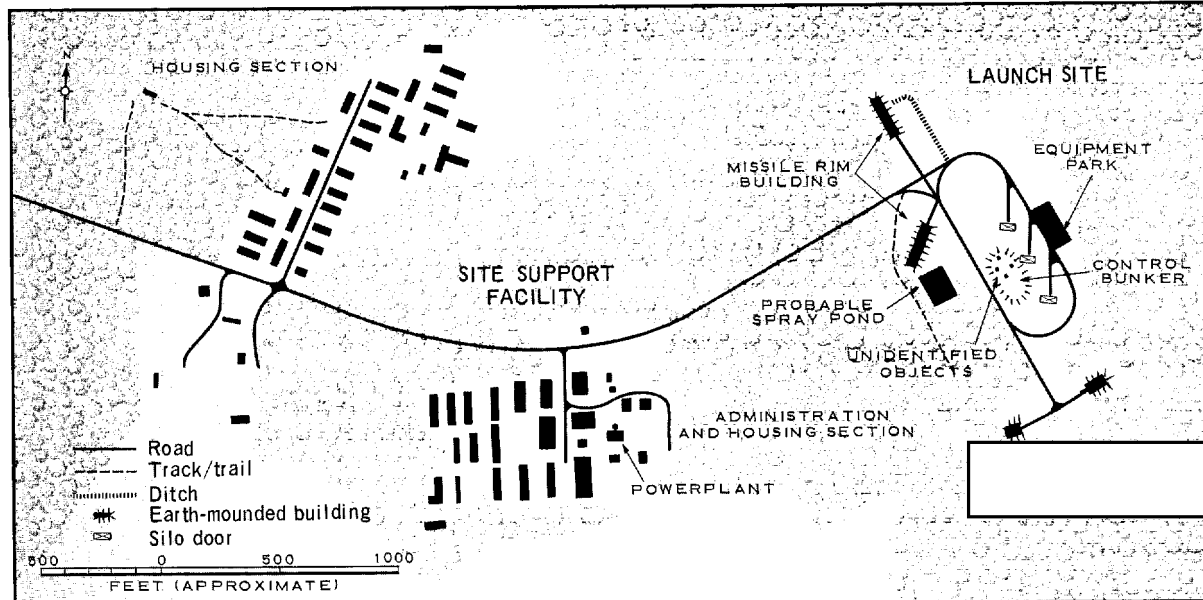 N
HOUSING SECTION
LAUNCH SITE
MISSILE RIM
BUILDING
EQUIPMENT
PARK
SITE SUPPORT
FACILITY
CONTROL
BUNKER
PROBABLE
SPRAY POND
UNIDENTIFIED
OBJECTS
ADMINISTRATION
AND HOUSING SECTION
POWERPLANT
Road
Track/trail
Ditch
Earth-mounded building
Silo door
500 0 500 1000
FEET (APPROXIMATE)